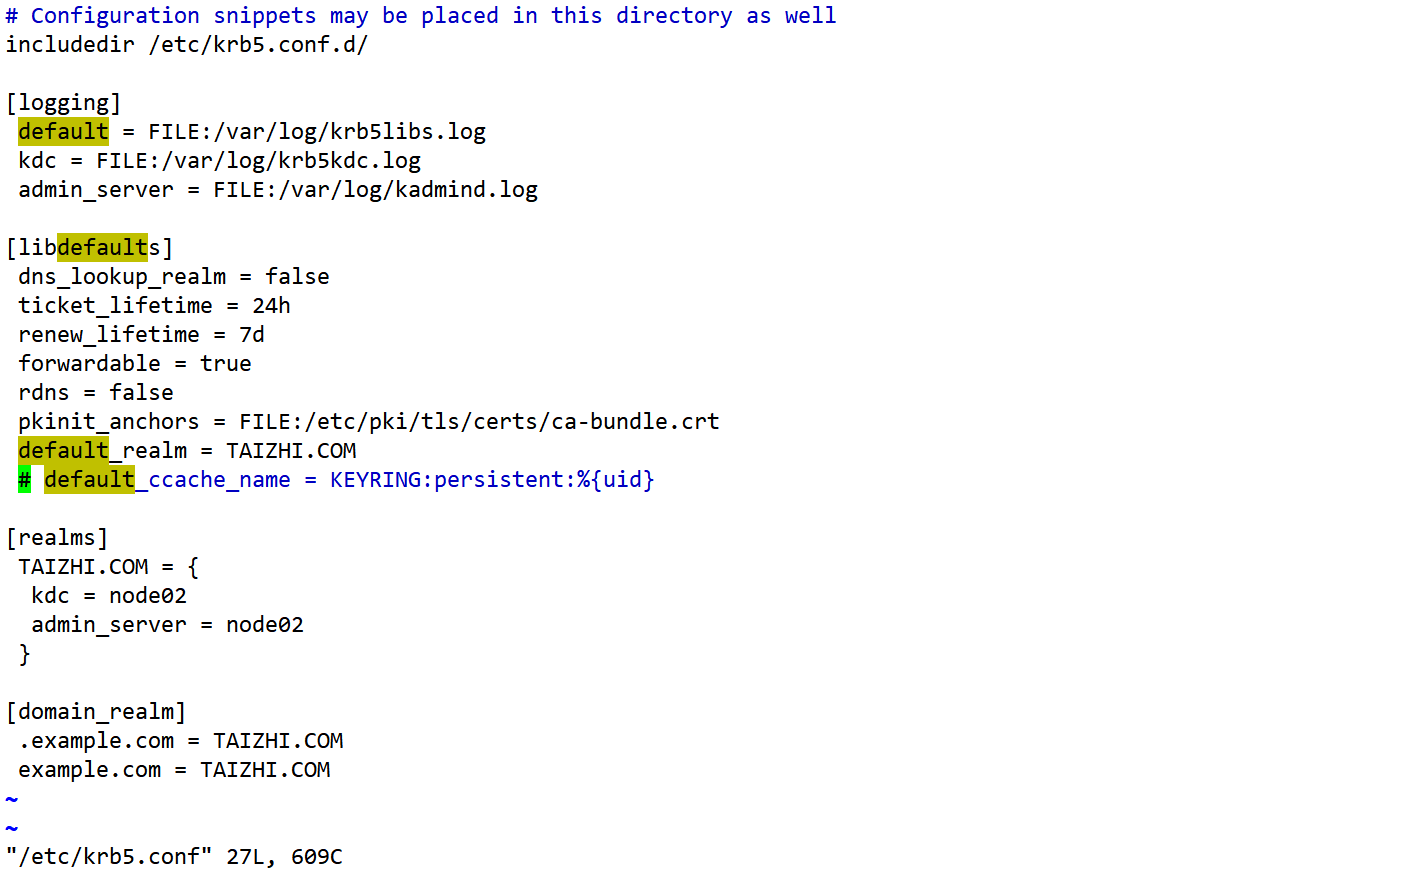 # Configuration snippets may be placed in this directory as well
includedir /etc/krb5.conf.d/
[logging]
default = FILE:/var/log/krb5libs.log
kdc = FILE:/var/log/krb5kdc.log
admin_server = FILE:/var/log/kadmind.log
[libdefaults]
dns_lookup_realm = false
ticket_lifetime = 24h
renew_lifetime = 7d
forwardable = true
rdns = false
pkinit_anchors = FILE:/etc/pki/tls/certs/ca-bundle.crt
default_realm = TAIZHI.COM
# default_ccache_name = KEYRING:persistent:%{uid}
[realms]
TAIZHI.COM = {
kdc = node02
admin_server = node02
}
[domain_realm]
.example.com = TAIZHI.COM
example.com = TAIZHI.COM
~
~
"/etc/krb5.conf" 27L, 609C